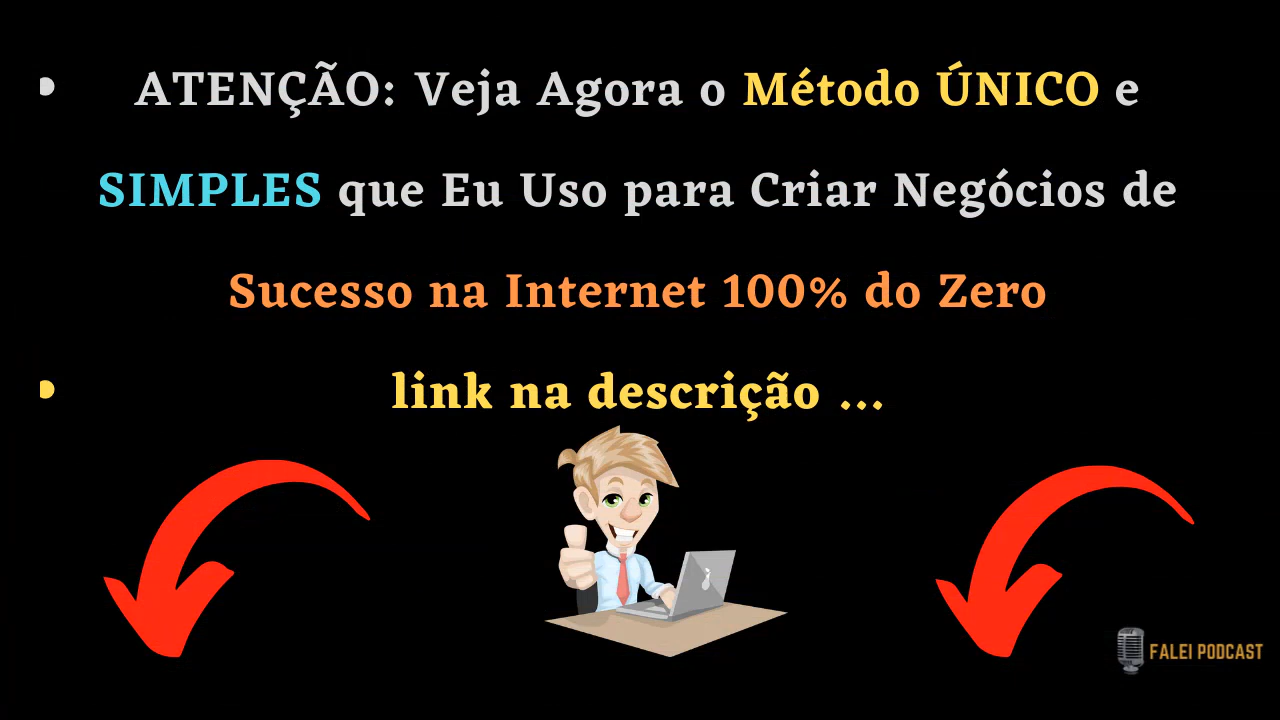 • ATENÇÃO: Veja Agora o Método ÚNICO e
SIMPLES que Eu Uso para Criar Negócios de
Sucesso na Internet 100% do Zero
• link na descrição ...
FALEI PODCAST